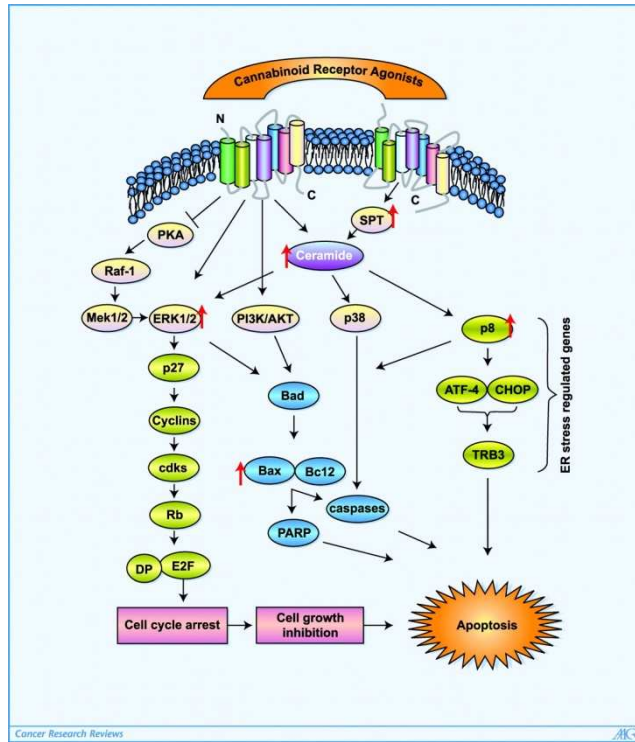 Cannabinoid Receptor Agonists
N
C
C
SPT
PKA
Ceramide
Raf-1
Mek1/2
ERK1/2
PI3K/AKT
p38
p8
p27
Bad
ATF-4
CHOP
ER stress regulated genes
Cyclins
TRB3
cdks
Bax
Bc12
caspases
Rb
PARP
DP
E2F
Cell cycle arrest
Cell growth
inhibition
Apoptosis
Cancer Research Reviews